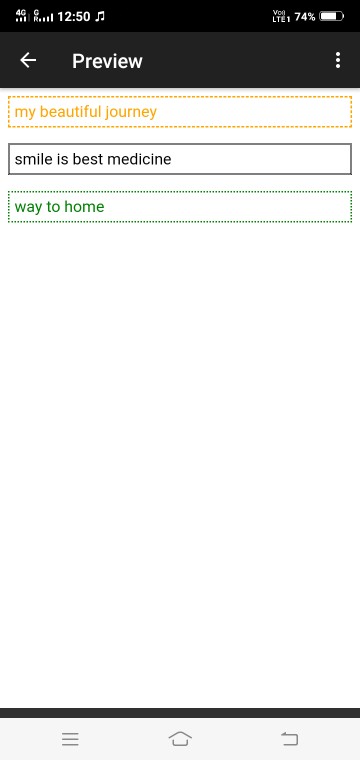 4G G R 12:50 Vo) LTE1 74%
Preview
my beautiful journey
smile is best medicine
way to home